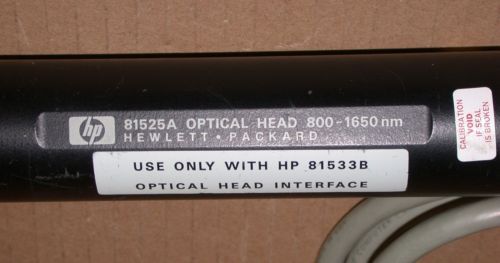 hp
81525A OPTICAL HEAD 800-1650 nm
HEWLETT · PACKARD
USE ONLY WITH HP 81533B
OPTICAL HEAD INTERFACE
CALIBRATION
VOID
IF SEAL
IS BROKEN